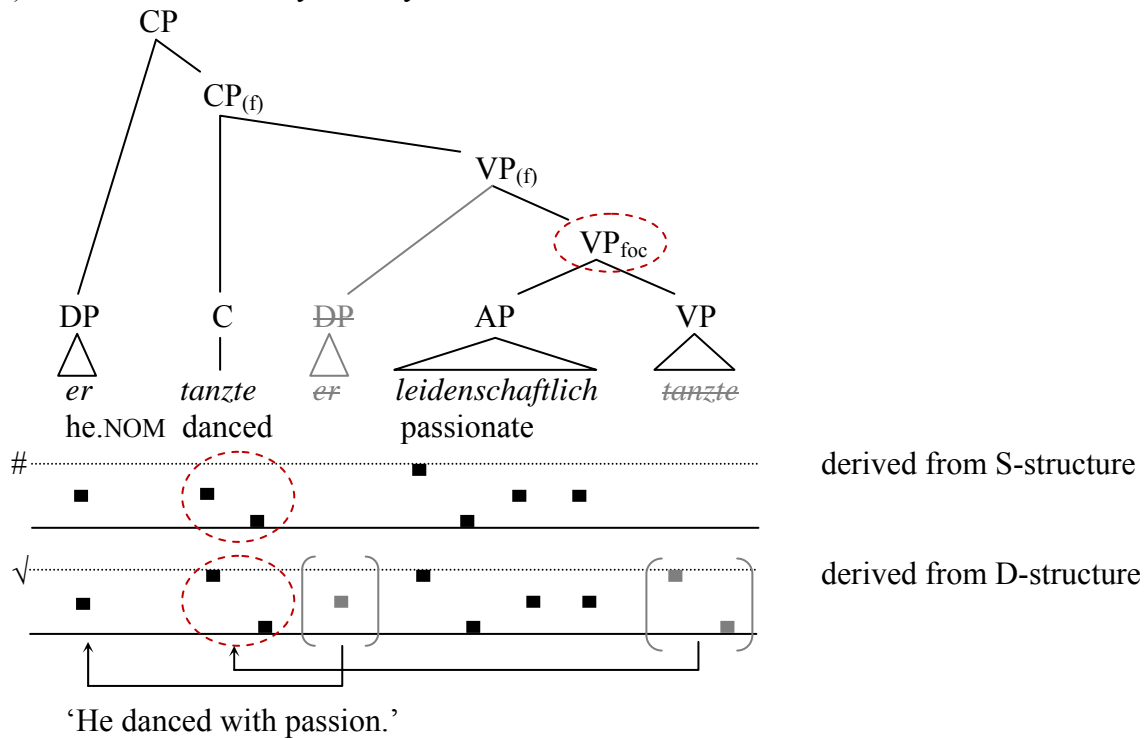 CP
CP(f)
VP(f)
VPfoc
DP C DP AP VP
er tanzte er leidenschaftlich tanzte
he.NOM danced passionate
# derived from S-structure
√ derived from D-structure
‘He danced with passion.’